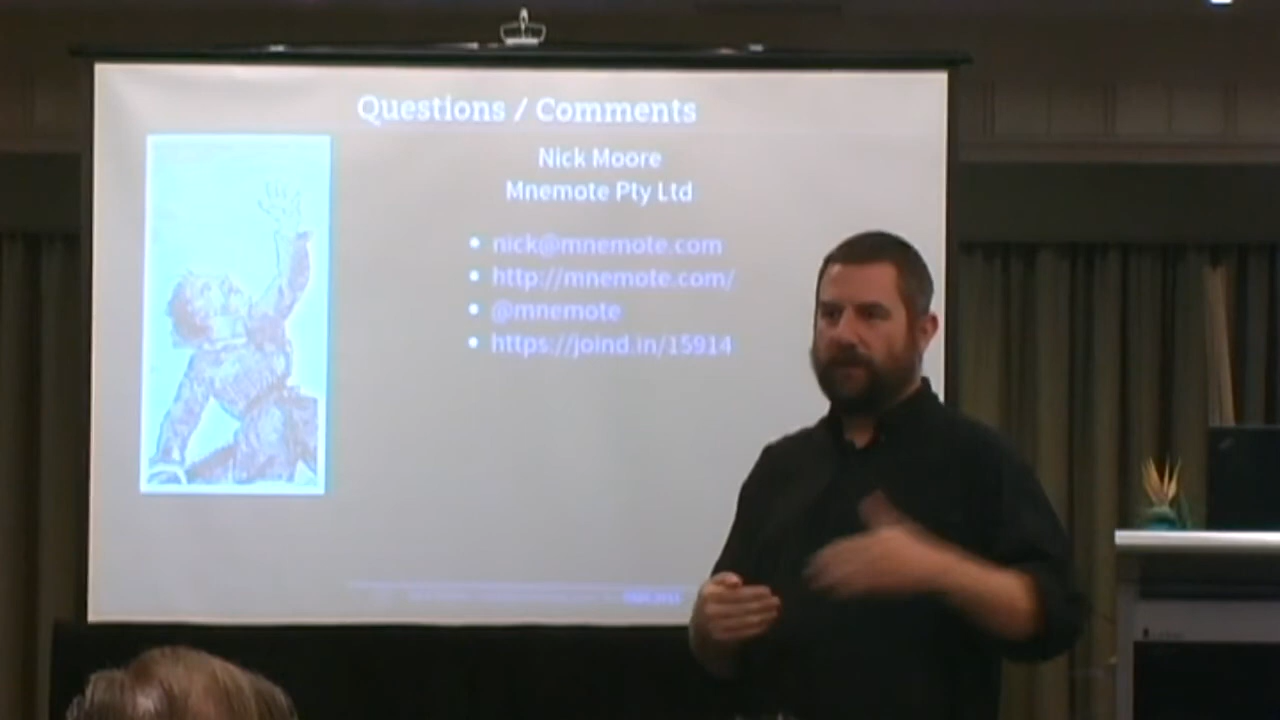 Questions / Comments
Nick Moore
Mnemote Pty Ltd
nick@mnemote.com
http://mnemote.com/
@mnemote
https://joind.in/15914